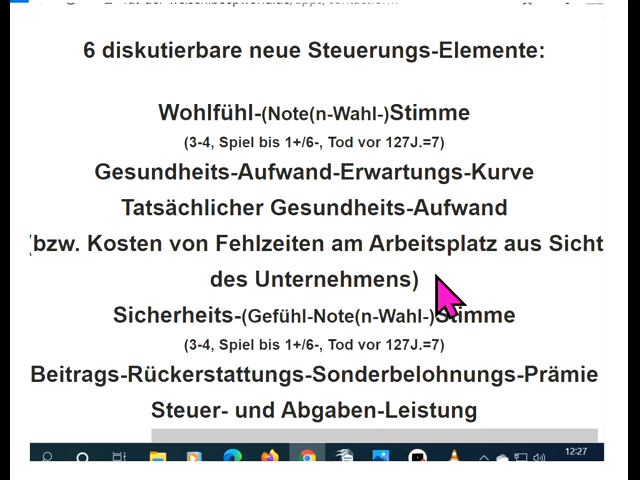 6 diskutierbare neue Steuerungs-Elemente:
Wohlfühl-(Note(n-Wahl-)Stimme
(3-4, Spiel bis 1+/6-, Tod vor 127J.=7)
Gesundheits-Aufwand-Erwartungs-Kurve
Tatsächlicher Gesundheits-Aufwand
(bzw. Kosten von Fehlzeiten am Arbeitsplatz aus Sicht
des Unternehmens)
Sicherheits-(Gefühl-Note(n-Wahl-)Stimme
(3-4, Spiel bis 1+/6-, Tod vor 127J.=7)
Beitrags-Rückerstattungs-Sonderbelohnungs-Prämie
Steuer- und Abgaben-Leistung
12:27